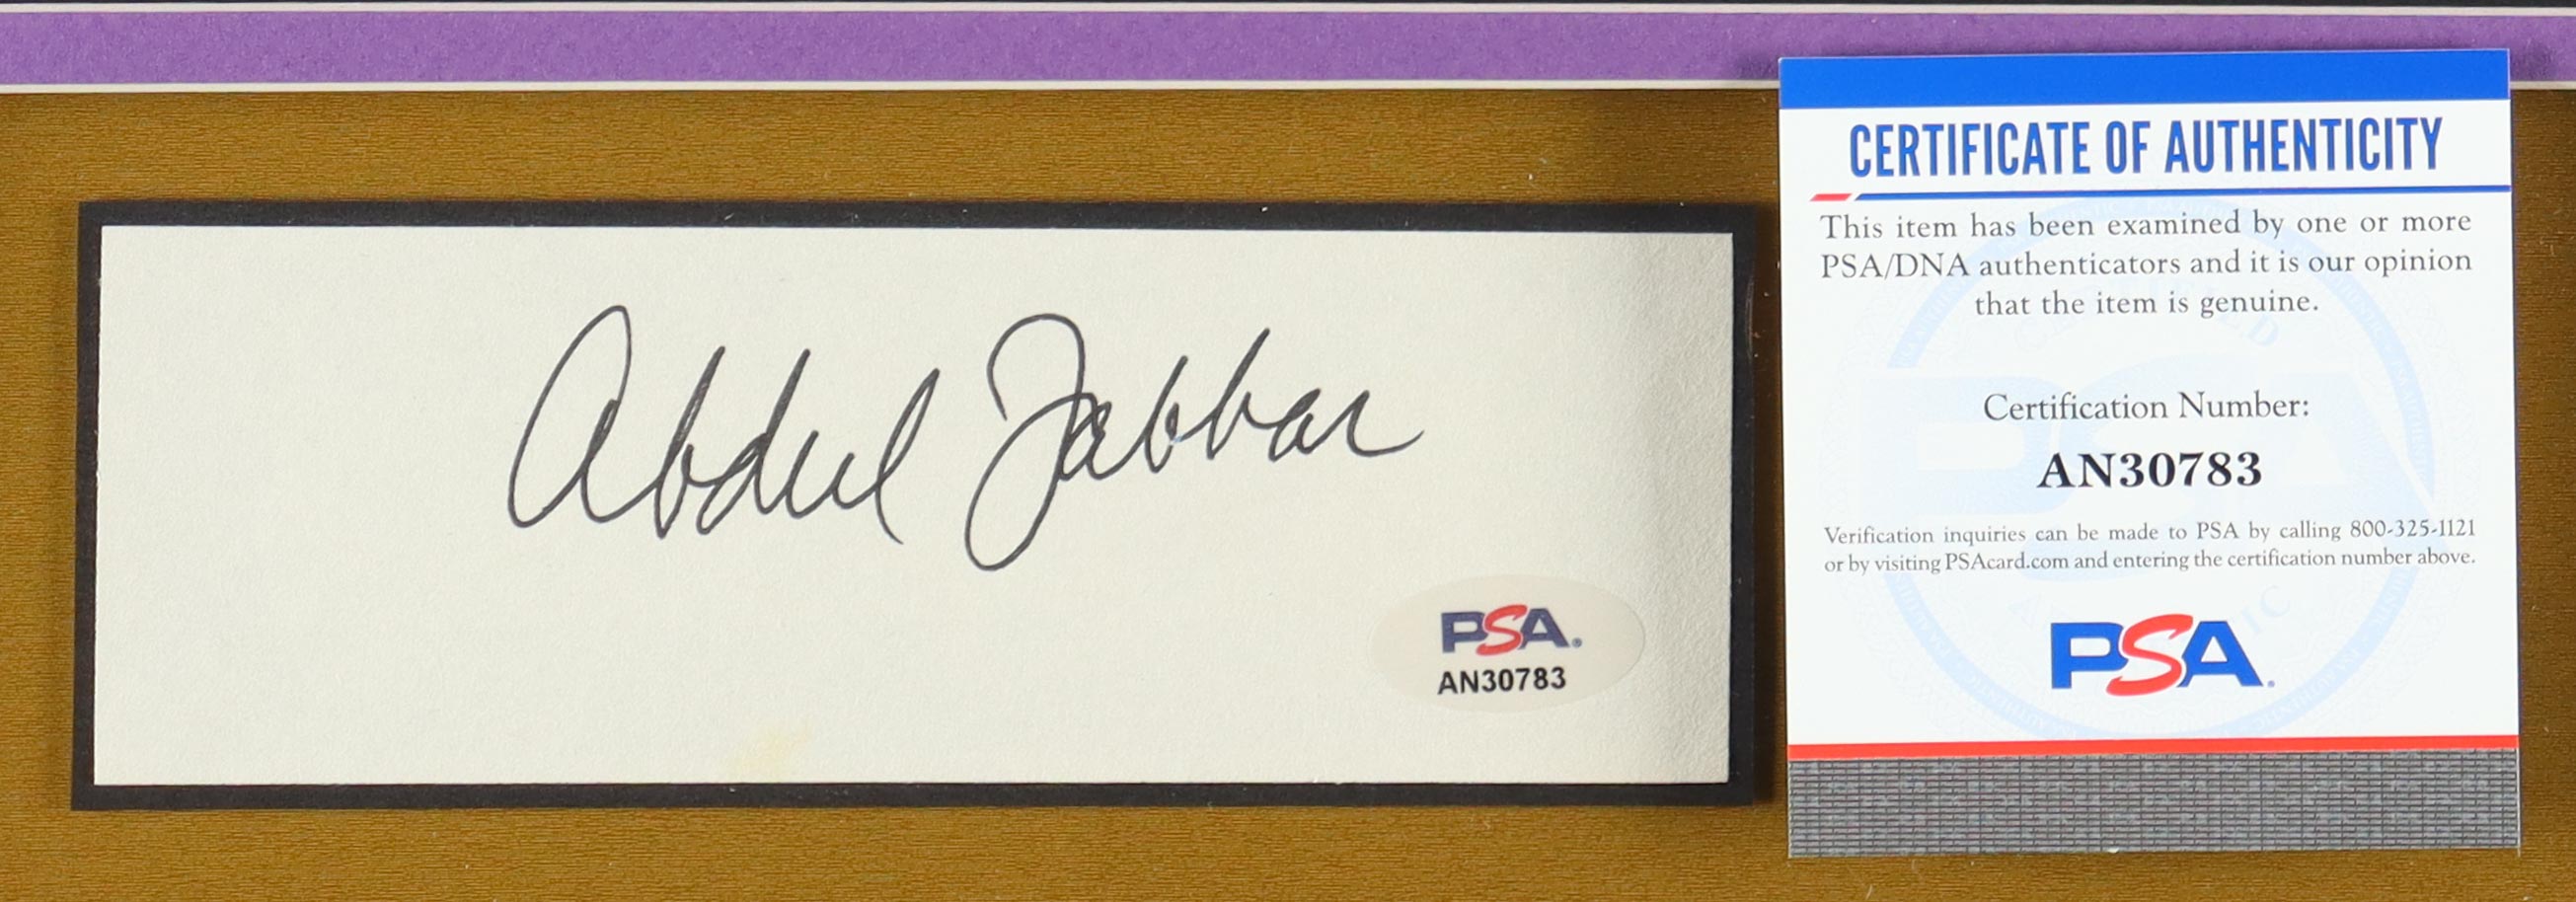 Abdul Jabbar
PSA®
AN30783
CERTIFICATE OF AUTHENTICITY
This item has been examined by one or more
PSA/DNA authenticators and it is our opinion
that the item is genuine.
Certification Number:
AN30783
Verification inquiries can be made to PSA by calling 800-325-1121
or by visiting PSAcard.com and entering the certification number above.
PSA®